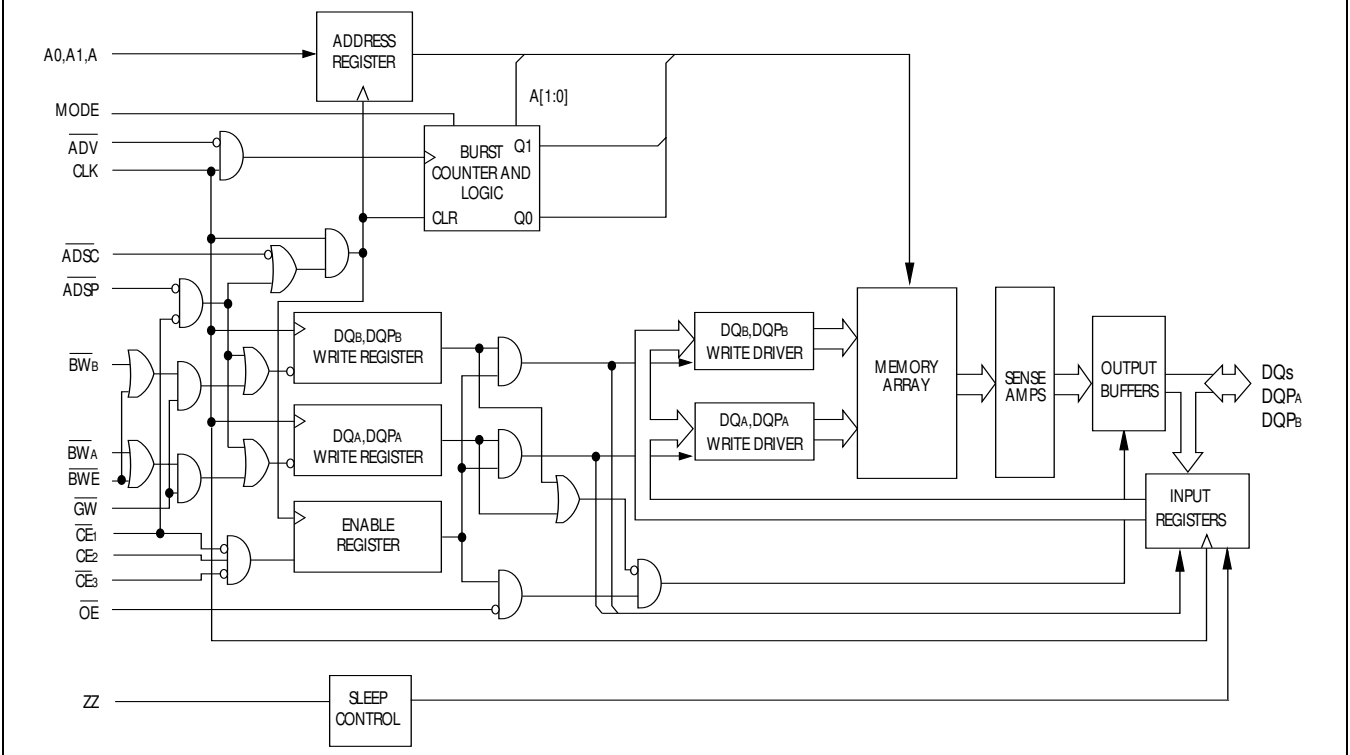 A0,A1,A
ADDRESS
REGISTER
MODE
A[1:0]
ADV
CLK
BURST
COUNTER AND
LOGIC
Q1
CLR
Q0
ADSC
ADSP
DQB,DQPB
WRITE REGISTER
DQB,DQPB
WRITE DRIVER
MEMORY
ARRAY
SENSE
AMPS
OUTPUT
BUFFERS
DQs
DQPA
DQPB
BWB
DQA,DQPA
WRITE REGISTER
DQA,DQPA
WRITE DRIVER
BWA
BWE
GW
CE1
CE2
CE3
ENABLE
REGISTER
INPUT
REGISTERS
OE
ZZ
SLEEP
CONTROL